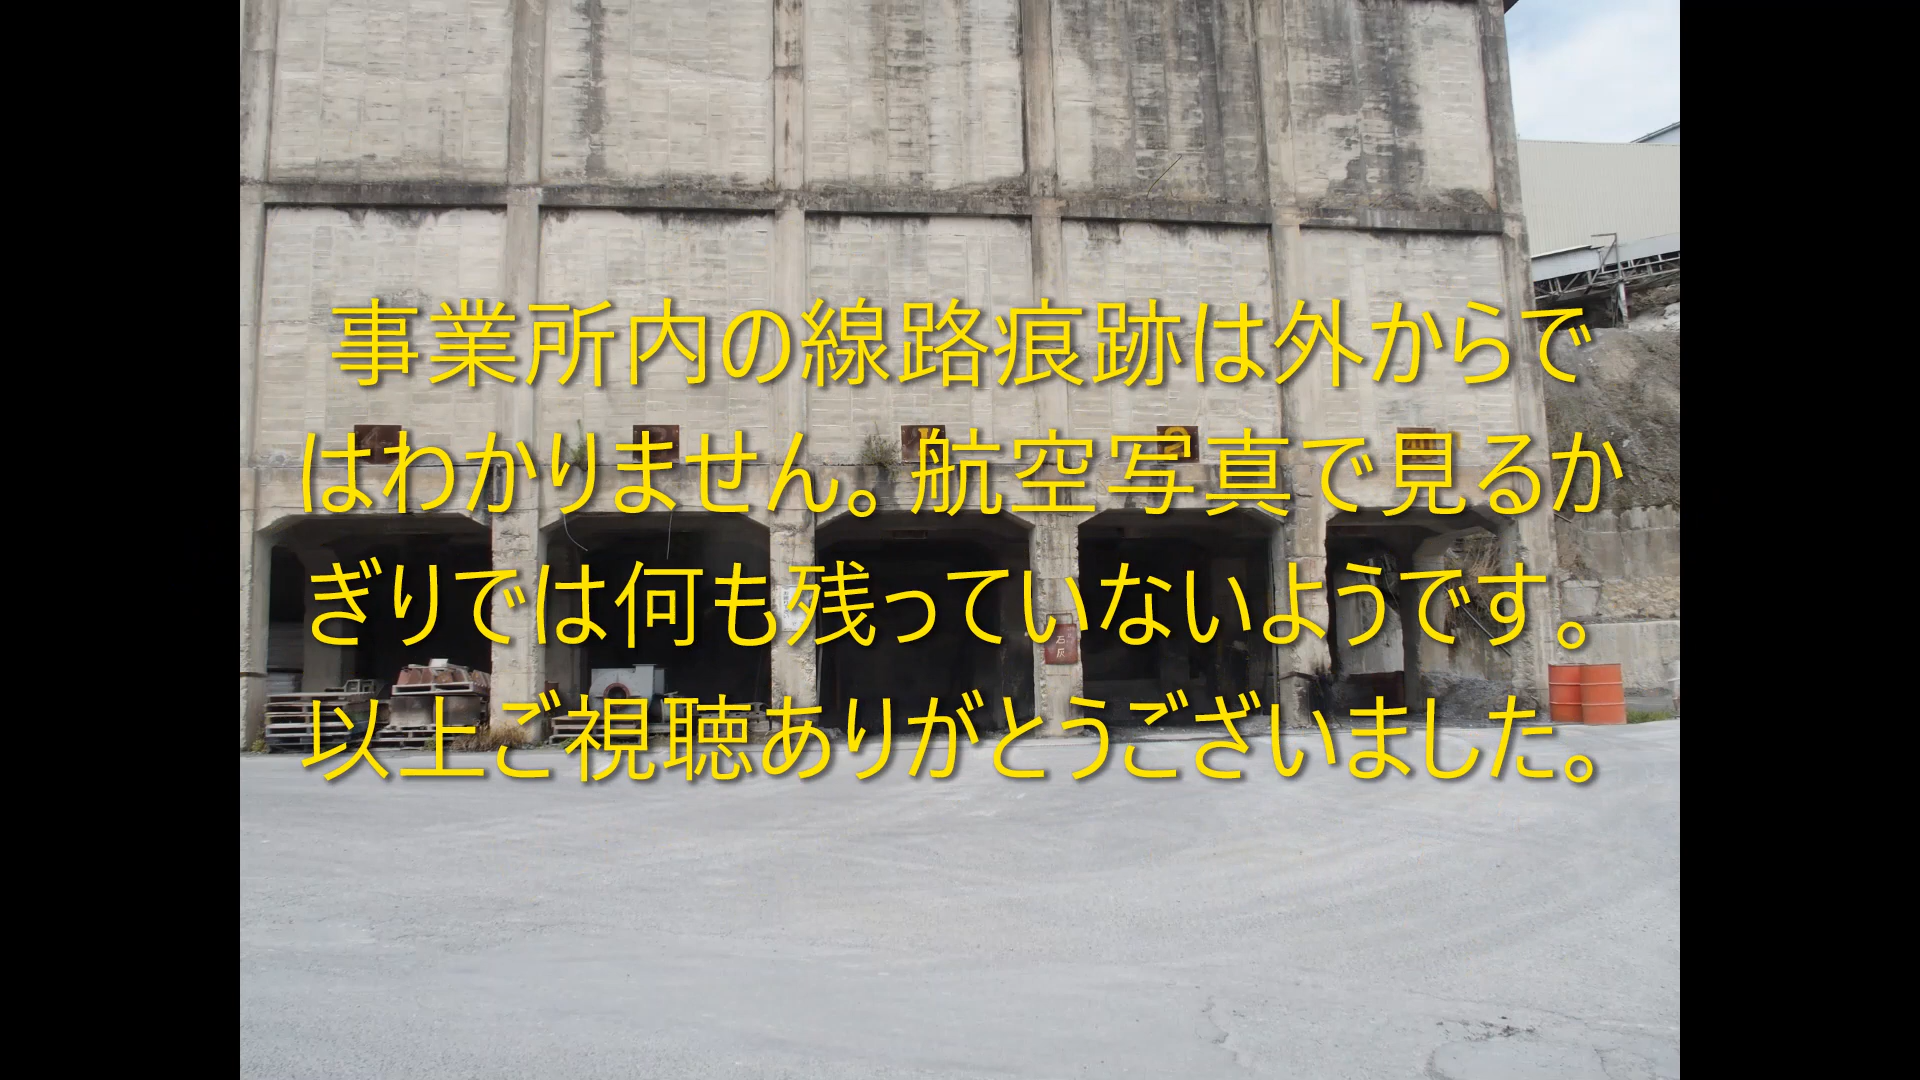 事業所内の線路痕跡は外からで
はわかりません。航空写真で見るか
ぎりでは何も残っていないようです。
以上ご視聴ありがとうございました。
石灰